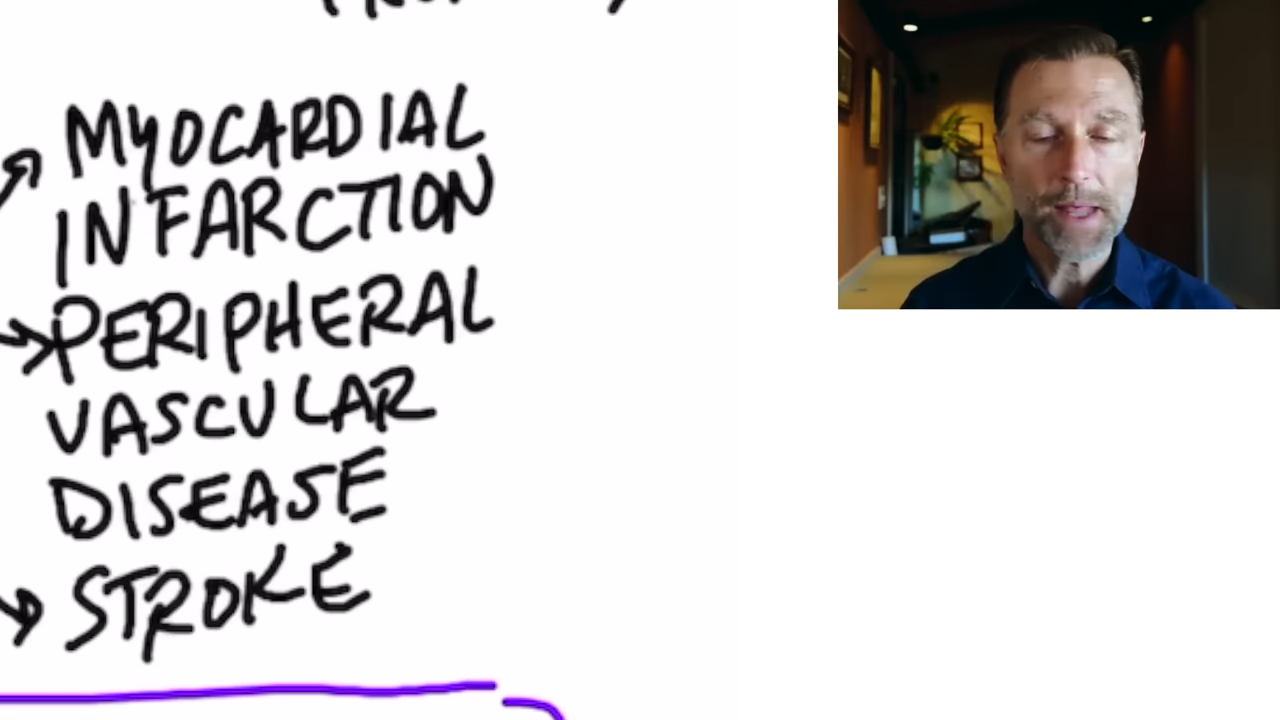 MYOCARDIAL
INFARCTION
PERIPHERAL
VASCULAR
DISEASE
STROKE